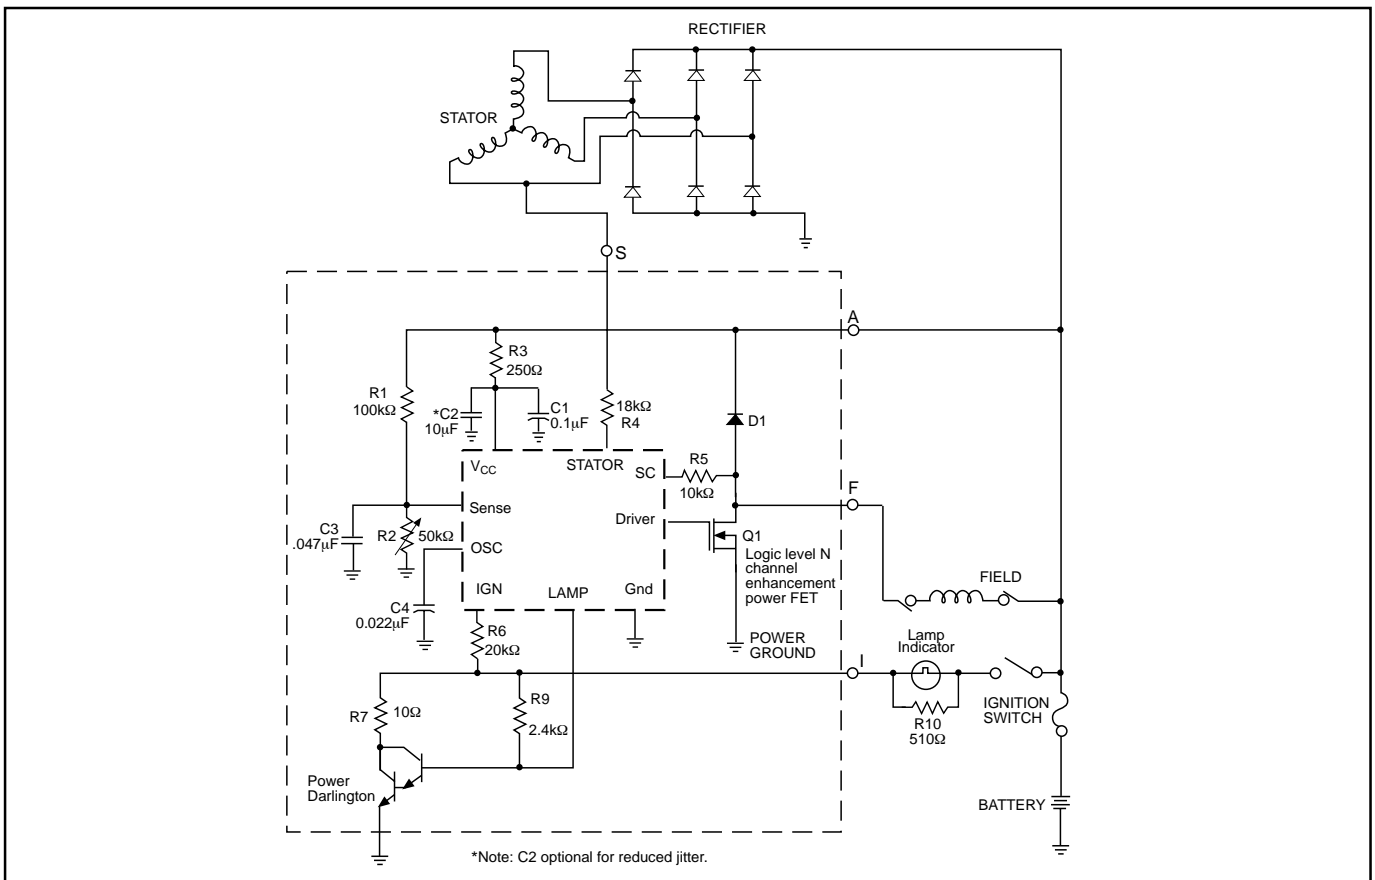 RECTIFIER
STATOR
S
A
R3
250Ω
R1
100kΩ
*C2
10µF
C1
0.1µF
18kΩ
R4
D1
VCC
STATOR
SC
R5
10kΩ
F
Sense
Driver
C3
.047µF
R2
50kΩ
OSC
Q1
Logic level N
channel
enhancement
power FET
IGN
LAMP
Gnd
FIELD
C4
0.022µF
R6
20kΩ
POWER
GROUND
Lamp
Indicator
I
R7
10Ω
R9
2.4kΩ
R10
510Ω
IGNITION
SWITCH
Power
Darlington
BATTERY
*Note: C2 optional for reduced jitter.